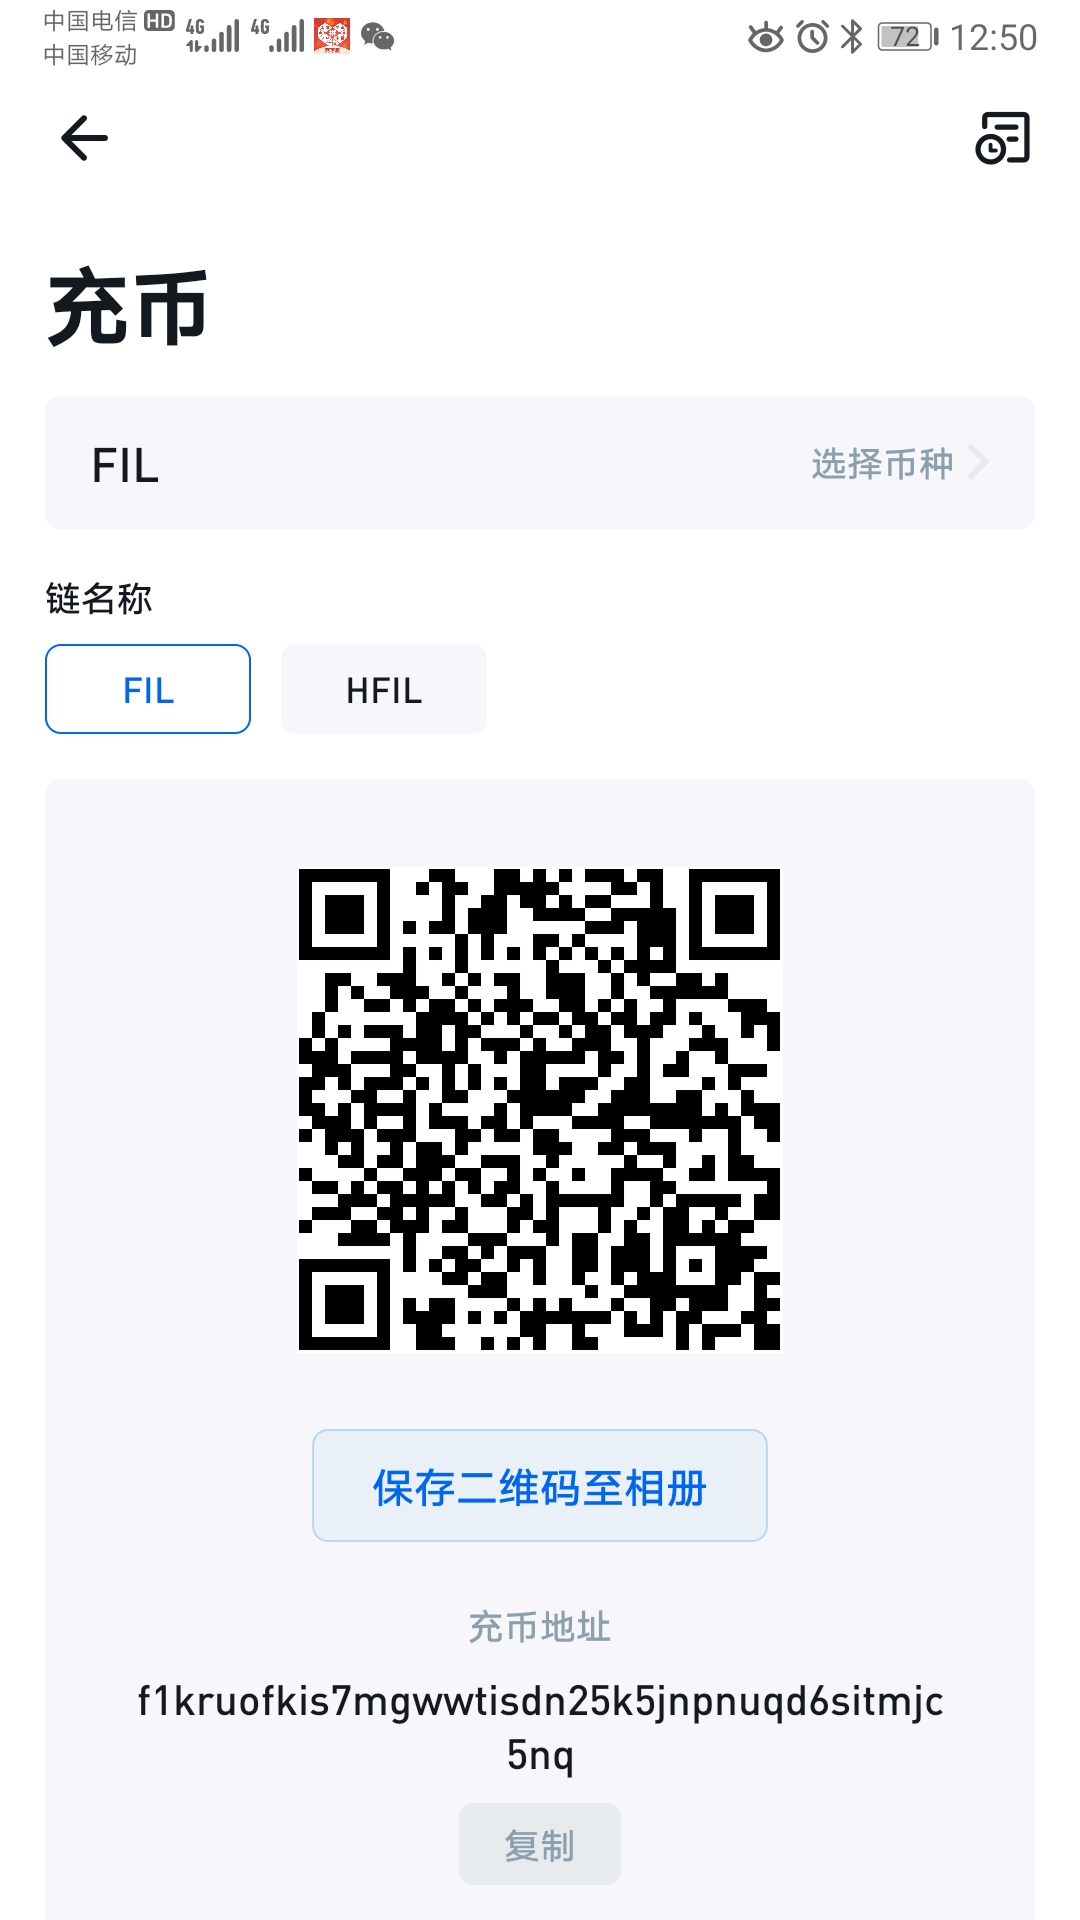 中国电信 HD 4G 4G 72 12:50
中国移动
充币
FIL 选择币种
链名称
FIL HFIL
保存二维码至相册
充币地址
f1kruofkis7mgwwtisdn25k5jnpnuqd6sitmjc
5nq
复制